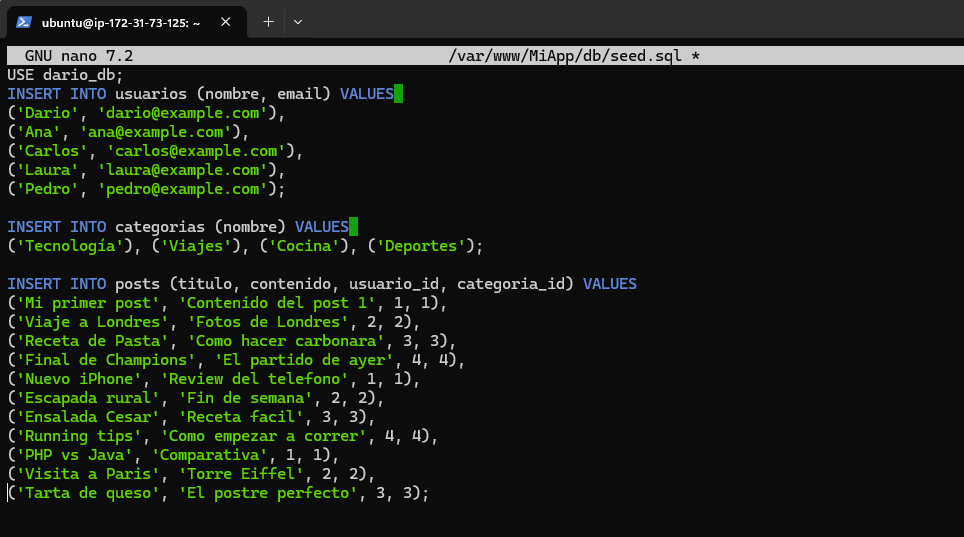 ubuntu@ip-172-31-73-125: ~
GNU nano 7.2 /var/www/MiApp/db/seed.sql *
USE dario_db;
INSERT INTO usuarios (nombre, email) VALUES
('Dario', 'dario@example.com'),
('Ana', 'ana@example.com'),
('Carlos', 'carlos@example.com'),
('Laura', 'laura@example.com'),
('Pedro', 'pedro@example.com');
INSERT INTO categorias (nombre) VALUES
('Tecnología'), ('Viajes'), ('Cocina'), ('Deportes');
INSERT INTO posts (titulo, contenido, usuario_id, categoria_id) VALUES
('Mi primer post', 'Contenido del post 1', 1, 1),
('Viaje a Londres', 'Fotos de Londres', 2, 2),
('Receta de Pasta', 'Como hacer carbonara', 3, 3),
('Final de Champions', 'El partido de ayer', 4, 4),
('Nuevo iPhone', 'Review del telefono', 1, 1),
('Escapada rural', 'Fin de semana', 2, 2),
('Ensalada Cesar', 'Receta facil', 3, 3),
('Running tips', 'Como empezar a correr', 4, 4),
('PHP vs Java', 'Comparativa', 1, 1),
('Visita a Paris', 'Torre Eiffel', 2, 2),
('Tarta de queso', 'El postre perfecto', 3, 3);